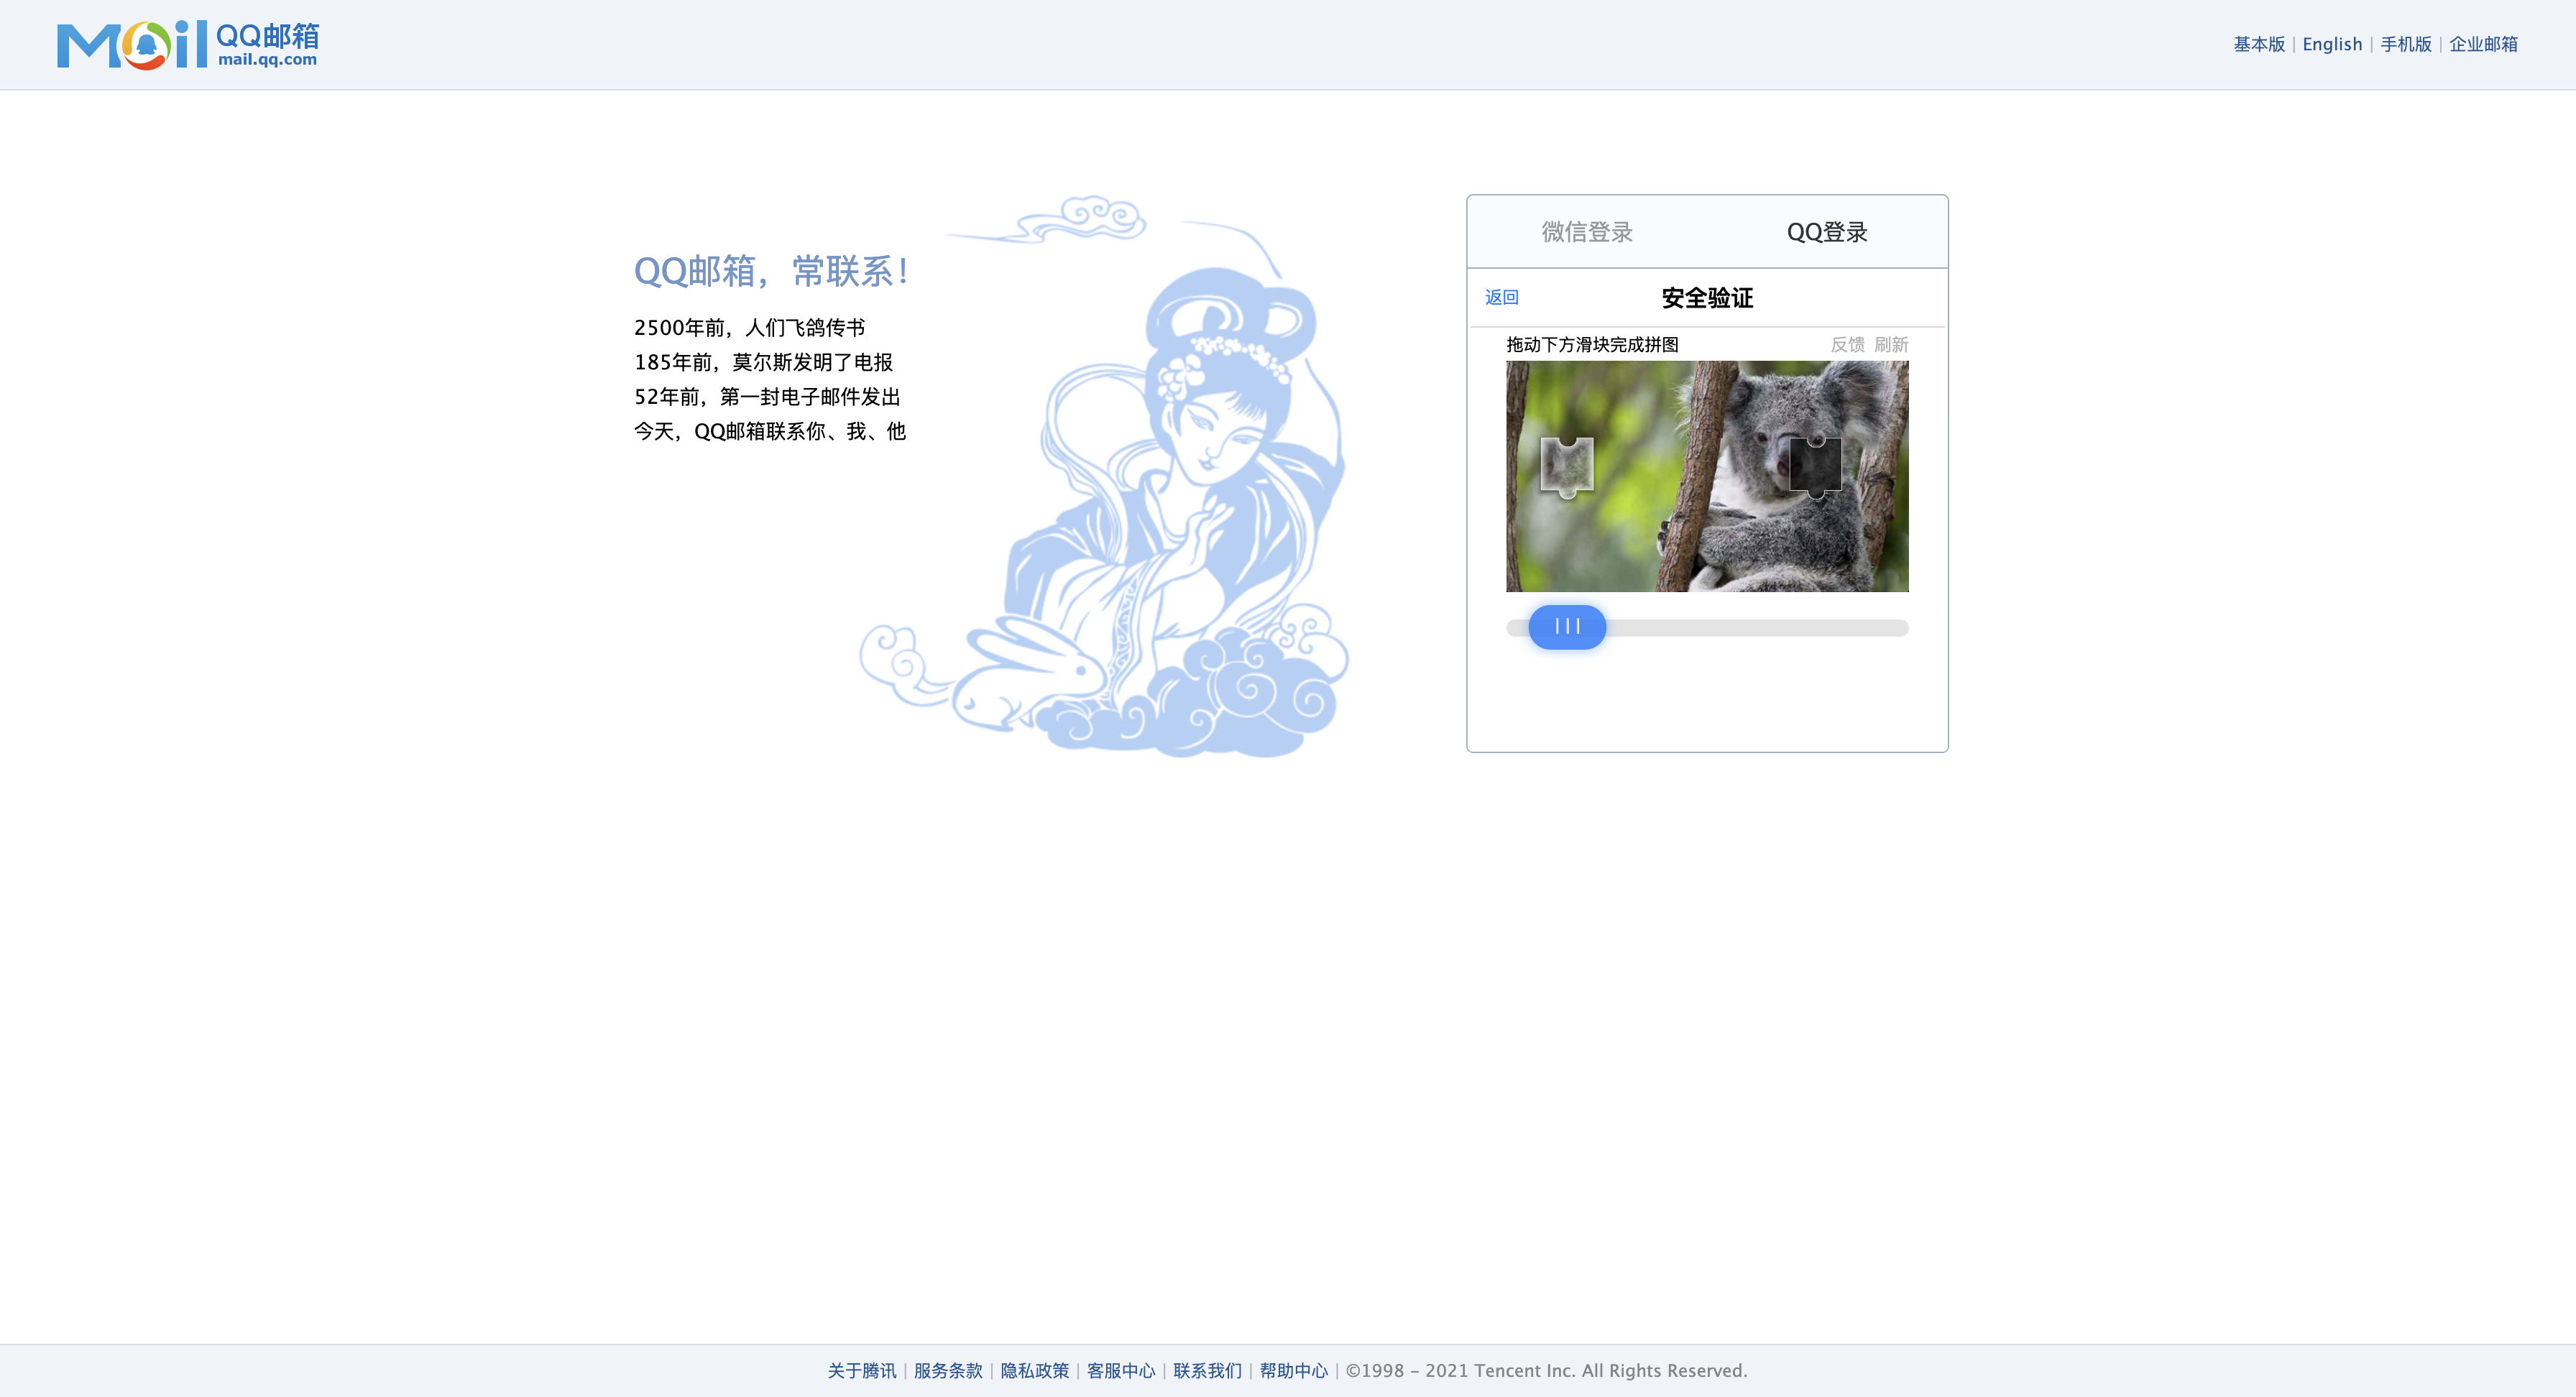 Mail QQ邮箱
mail.qq.com
基本版 | English | 手机版 | 企业邮箱
QQ邮箱，常联系！
2500年前，人们飞鸽传书
185年前，莫尔斯发明了电报
52年前，第一封电子邮件发出
今天，QQ邮箱联系你、我、他
微信登录 QQ登录
返回 安全验证
拖动下方滑块完成拼图 反馈 刷新
关于腾讯 | 服务条款 | 隐私政策 | 客服中心 | 联系我们 | 帮助中心 | ©1998 - 2021 Tencent Inc. All Rights Reserved.